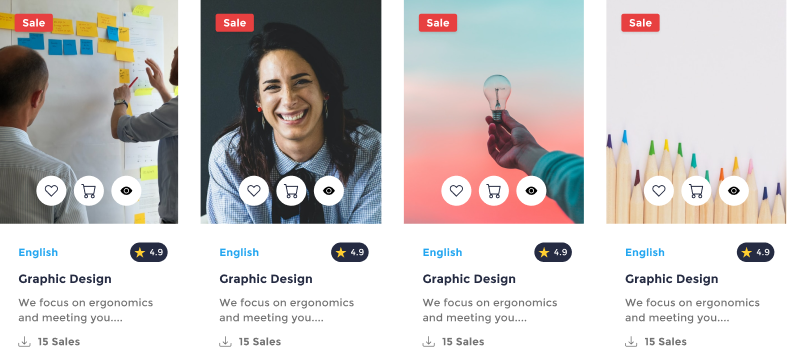 Sale
Sale
Sale
Sale
English
4.9
Graphic Design
We focus on ergonomics
and meeting you....
15 Sales
English
4.9
Graphic Design
We focus on ergonomics
and meeting you....
15 Sales
English
4.9
Graphic Design
We focus on ergonomics
and meeting you....
15 Sales
English
4.9
Graphic Design
We focus on ergonomics
and meeting you....
15 Sales